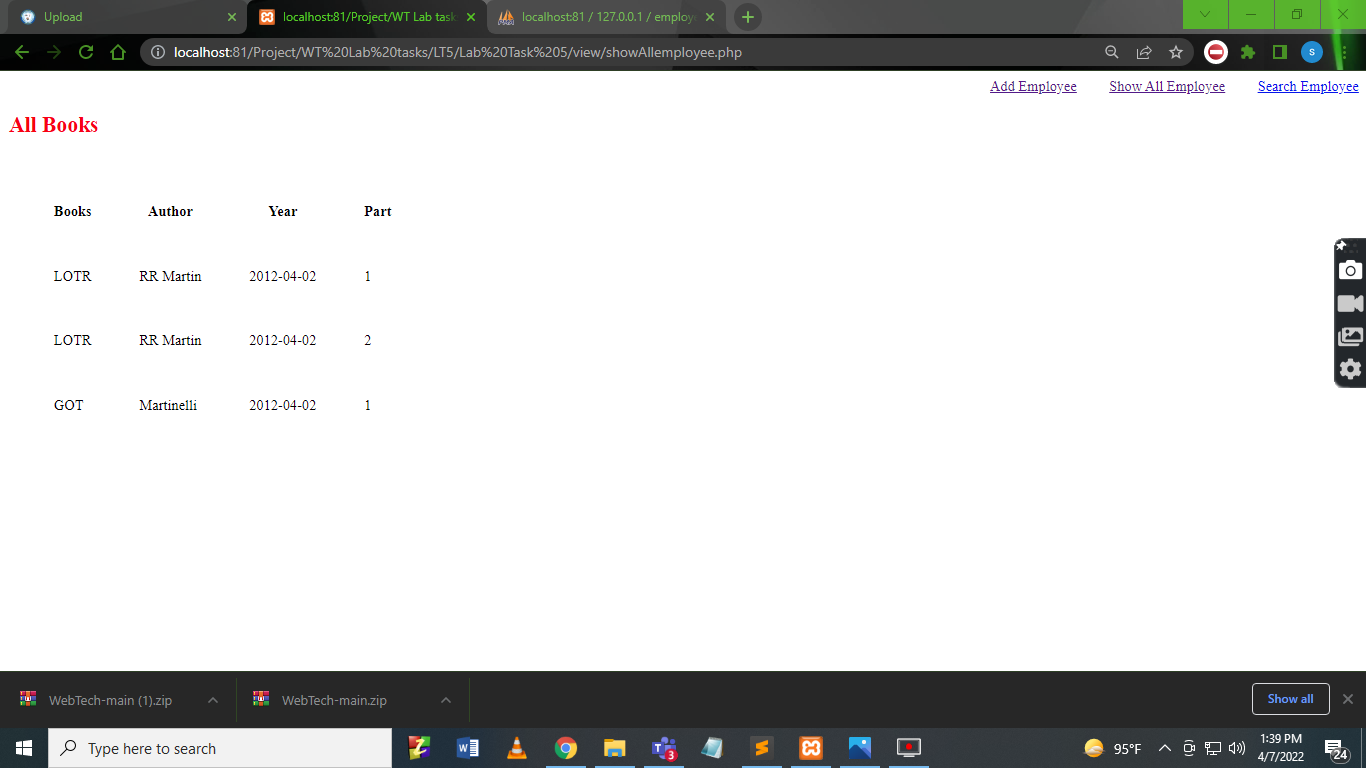 Upload
localhost:81/Project/WT Lab task
localhost:81 / 127.0.0.1 / employe
localhost:81/Project/WT%20Lab%20tasks/LT5/Lab%20Task%205/view/showAllemployee.php
S
Add Employee Show All Employee Search Employee
All Books
Books Author Year Part
LOTR RR Martin 2012-04-02 1
LOTR RR Martin 2012-04-02 2
GOT Martinelli 2012-04-02 1
WebTech-main (1).zip WebTech-main.zip Show all
Type here to search
3
95°F
1:39 PM
4/7/2022
24